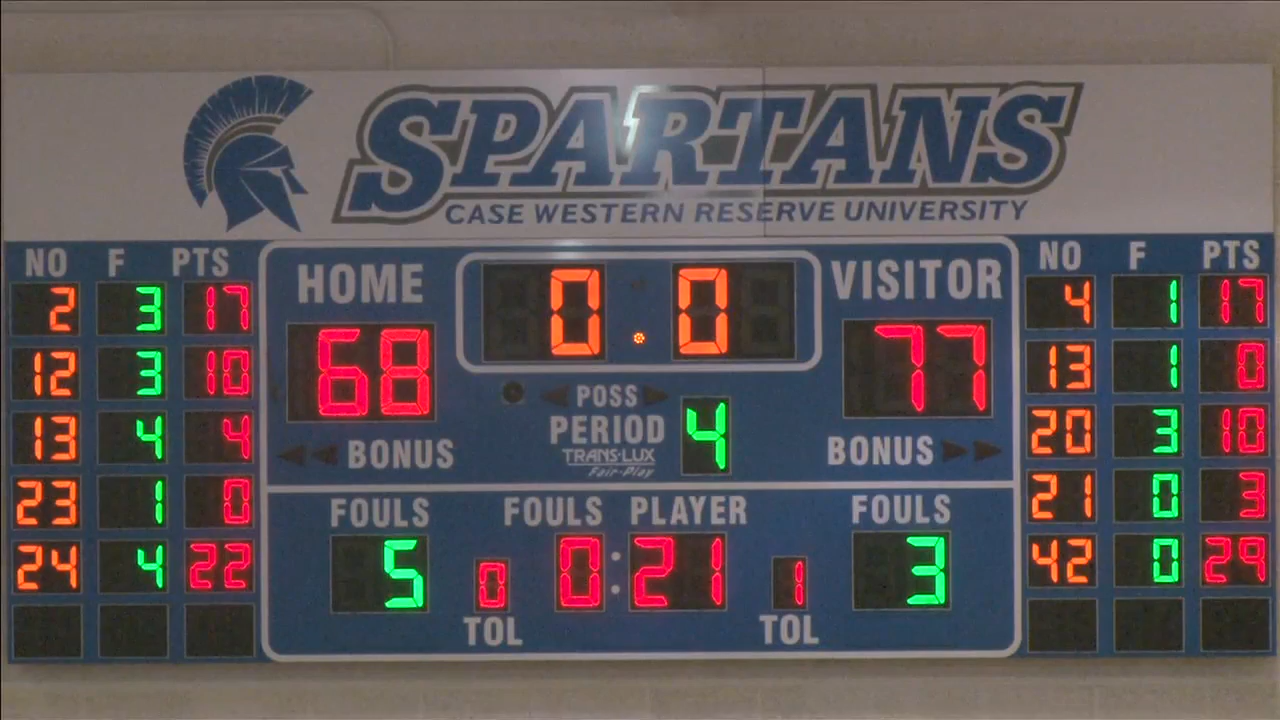 SPARTANS
CASE WESTERN RESERVE UNIVERSITY
NO F PTS
2 3 17
12 3 10
13 4 4
23 1 0
24 4 22
HOME
68
0.0
VISITOR
77
POSS
PERIOD 4
TRANS-LUX
Fair-Play
BONUS
BONUS
FOULS FOULS PLAYER FOULS
5 0 0:21 1 3
TOL TOL
NO F PTS
4 1 17
13 1 0
20 3 10
21 0 3
42 0 29